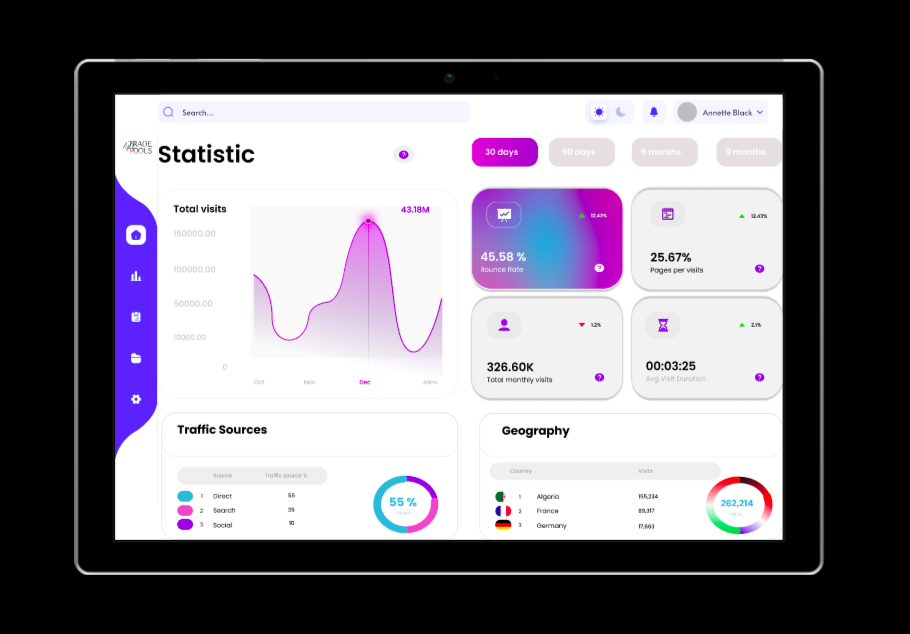 Search...
Annette Black
TRADE
TOOLS
Statistic
?
30 days
90 days
6 months
9 months
Total visits
43.18M
150000.00
100000.00
50000.00
10000.00
0
Oct
Nov
Dec
Janv
12.43%
45.58 %
Bounce Rate
?
12.43%
25.67%
Pages per visits
?
1.2%
326.60K
Total monthly visits
?
2.1%
00:03:25
Avg Visit Duration
?
Traffic Sources
Source Traffic source %
1 Direct 55
2 Search 35
3 Social 10
55 %
Geography
Country Visits
1 Algeria 155,234
2 France 89,317
3 Germany 17,663
262,214